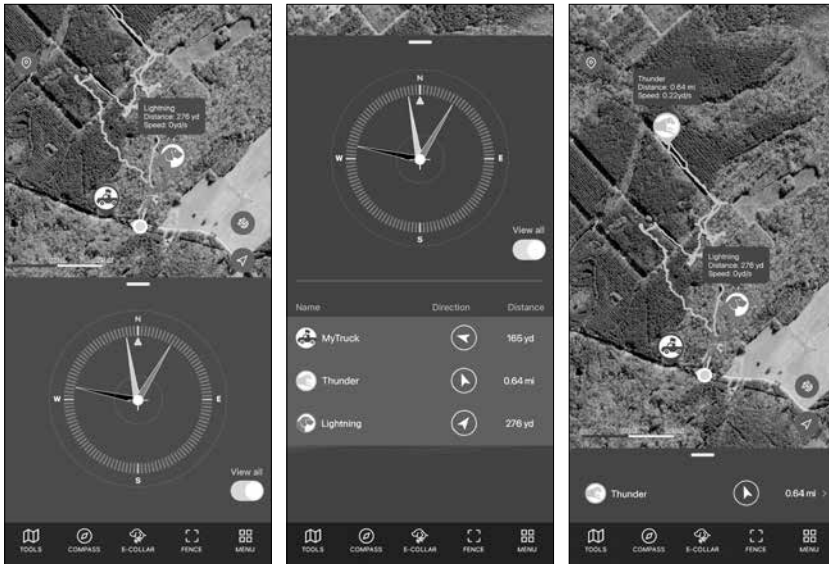 Lightning
Distance: 276 yd
Speed: 0yd/s
N
W
E
S
View all
TOOLS
COMPASS
E-COLLAR
FENCE
MENU
N
W
E
S
View all
Name Direction Distance
MyTruck 165 yd
Thunder 0.64 mi
Lightning 276 yd
TOOLS
COMPASS
E-COLLAR
FENCE
MENU
Thunder
Distance: 0.64 mi
Speed: 0.22yd/s
Lightning
Distance: 276 yd
Speed: 0yd/s
Thunder 0.64 mi
TOOLS
COMPASS
E-COLLAR
FENCE
MENU